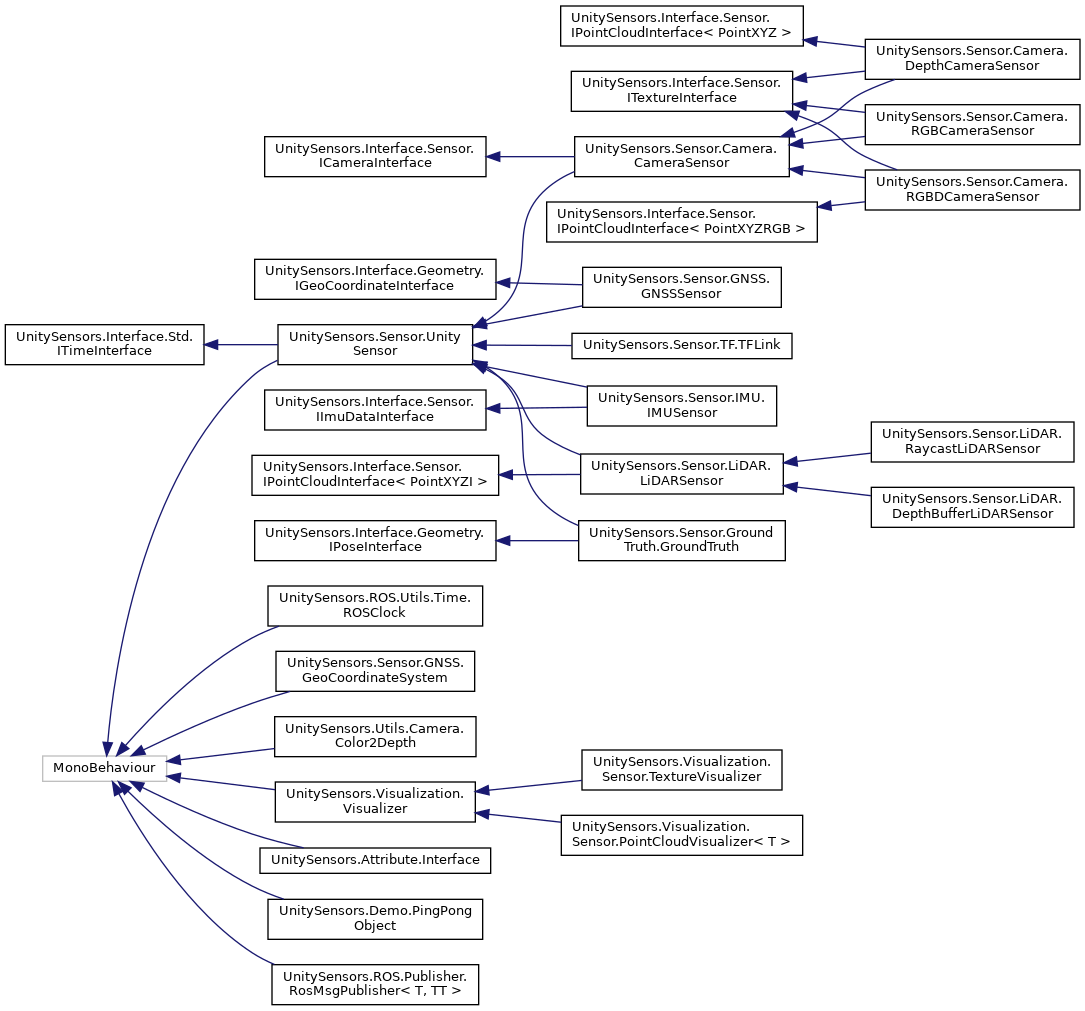 UnitySensors.Interface.Sensor.
IPointCloudInterface< PointXYZ >
UnitySensors.Sensor.Camera.
DepthCameraSensor
UnitySensors.Interface.Sensor.
ITextureInterface
UnitySensors.Sensor.Camera.
RGBCameraSensor
UnitySensors.Interface.Sensor.
ICameraInterface
UnitySensors.Sensor.Camera.
CameraSensor
UnitySensors.Sensor.Camera.
RGBDCameraSensor
UnitySensors.Interface.Sensor.
IPointCloudInterface< PointXYZRGB >
UnitySensors.Interface.Geometry.
IGeoCoordinateInterface
UnitySensors.Sensor.GNSS.
GNSSSensor
UnitySensors.Interface.Std.
ITimeInterface
UnitySensors.Sensor.Unity
Sensor
UnitySensors.Sensor.TF.TFLink
UnitySensors.Interface.Sensor.
IImuDataInterface
UnitySensors.Sensor.IMU.
IMUSensor
UnitySensors.Sensor.LiDAR.
RaycastLiDARSensor
UnitySensors.Interface.Sensor.
IPointCloudInterface< PointXYZI >
UnitySensors.Sensor.LiDAR.
LiDARSensor
UnitySensors.Sensor.LiDAR.
DepthBufferLiDARSensor
UnitySensors.Interface.Geometry.
IPoseInterface
UnitySensors.Sensor.Ground
Truth.GroundTruth
UnitySensors.ROS.Utils.Time.
ROSClock
UnitySensors.Sensor.GNSS.
GeoCoordinateSystem
UnitySensors.Utils.Camera.
Color2Depth
MonoBehaviour
UnitySensors.Visualization.
Visualizer
UnitySensors.Visualization.
Sensor.TextureVisualizer
UnitySensors.Visualization.
Sensor.PointCloudVisualizer< T >
UnitySensors.Attribute.Interface
UnitySensors.Demo.PingPong
Object
UnitySensors.ROS.Publisher.
RosMsgPublisher< T, TT >